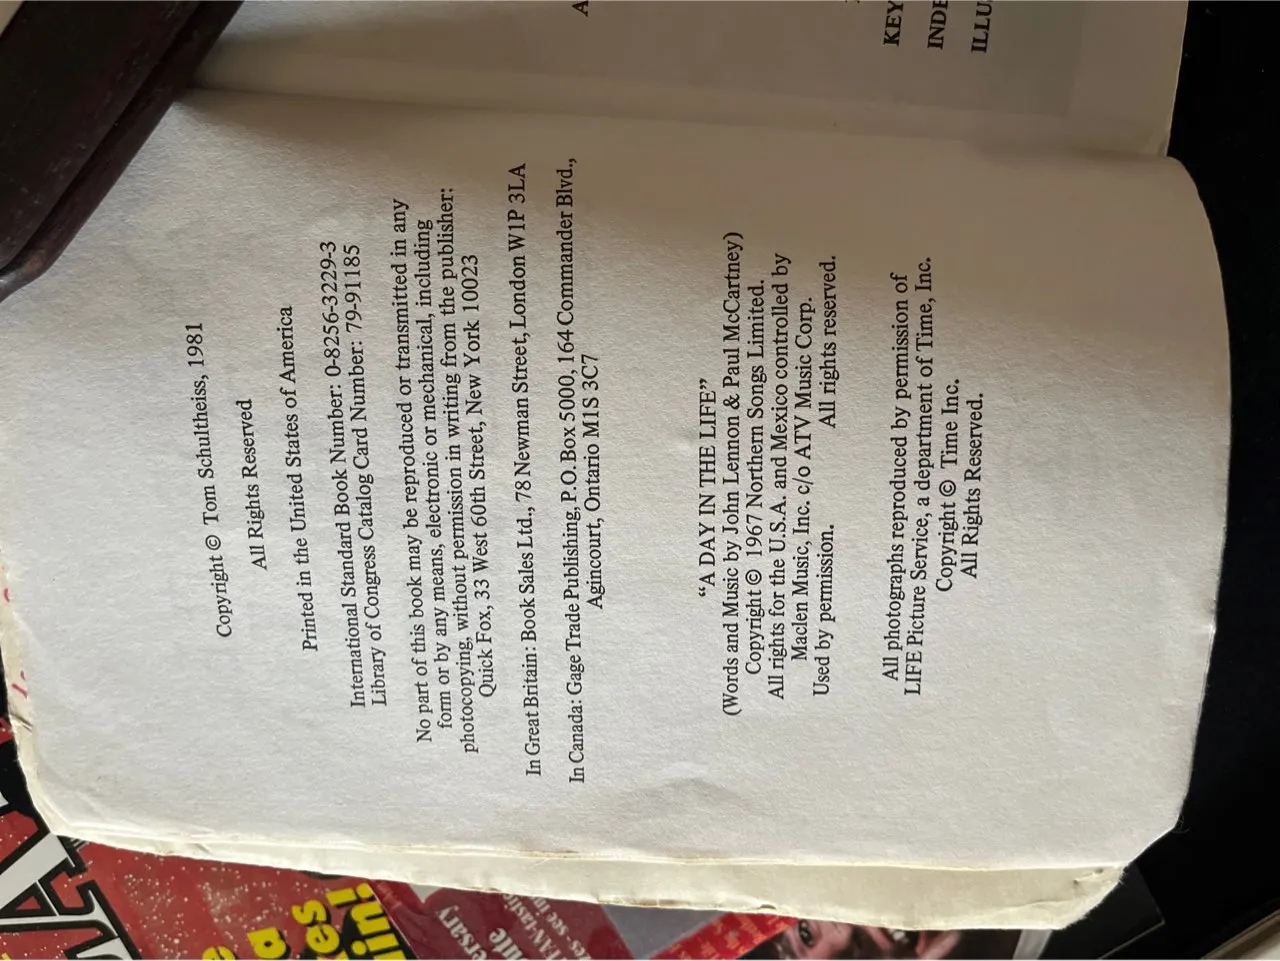 Copyright © Tom Schultheiss, 1981
All Rights Reserved
Printed in the United States of America
International Standard Book Number: 0-8256-3229-3
Library of Congress Catalog Card Number: 79-91185
No part of this book may be reproduced or transmitted in any
form or by any means, electronic or mechanical, including
photocopying, without permission in writing from the publisher:
Quick Fox, 33 West 60th Street, New York 10023
In Great Britain: Book Sales Ltd., 78 Newman Street, London W1P 3LA
In Canada: Gage Trade Publishing, P.O. Box 5000, 164 Commander Blvd.,
Agincourt, Ontario M1S 3C7
“A DAY IN THE LIFE”
(Words and Music by John Lennon & Paul McCartney)
Copyright © 1967 Northern Songs Limited.
All rights for the U.S.A. and Mexico controlled by
Maclen Music, Inc. c/o ATV Music Corp.
Used by permission. All rights reserved.
All photographs reproduced by permission of
LIFE Picture Service, a department of Time, Inc.
Copyright © Time Inc.
All Rights Reserved.
KEY